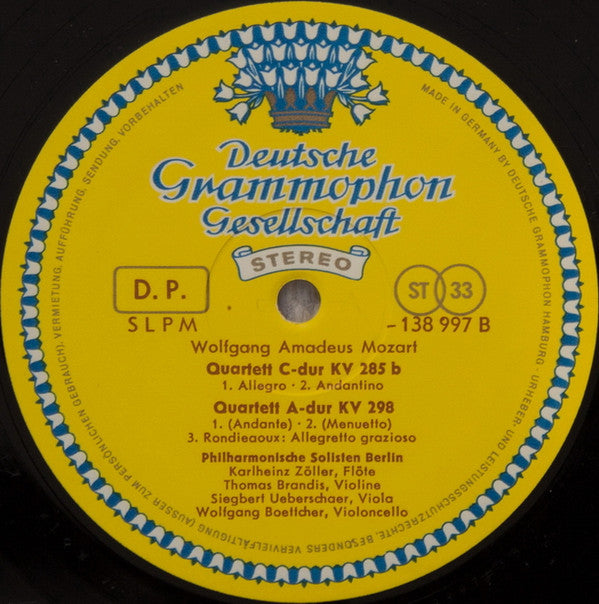 Deutsche
Grammophon
Gesellschaft
STEREO
D. P.
ST 33
SLPM
-138 997 B
Wolfgang Amadeus Mozart
Quartett C-dur KV 285 b
1. Allegro · 2. Andantino
Quartett A-dur KV 298
1. (Andante) · 2. (Menuetto)
3. Rondieaoux: Allegretto grazioso
Philharmonische Solisten Berlin
Karlheinz Zöller, Flöte
Thomas Brandis, Violine
Siegbert Ueberschaer, Viola
Wolfgang Boettcher, Violoncello
MADE IN GERMANY BY DEUTSCHE GRAMMOPHON HAMBURG · URHEBER- UND LEISTUNGSSCHUTZRECHTE, BESONDERS VERVIELFÄLTIGUNG (AUSSER ZUM PERSÖNLICHEN GEBRAUCH), VERMIETUNG, AUFFÜHRUNG, SENDUNG, VORBEHALTEN